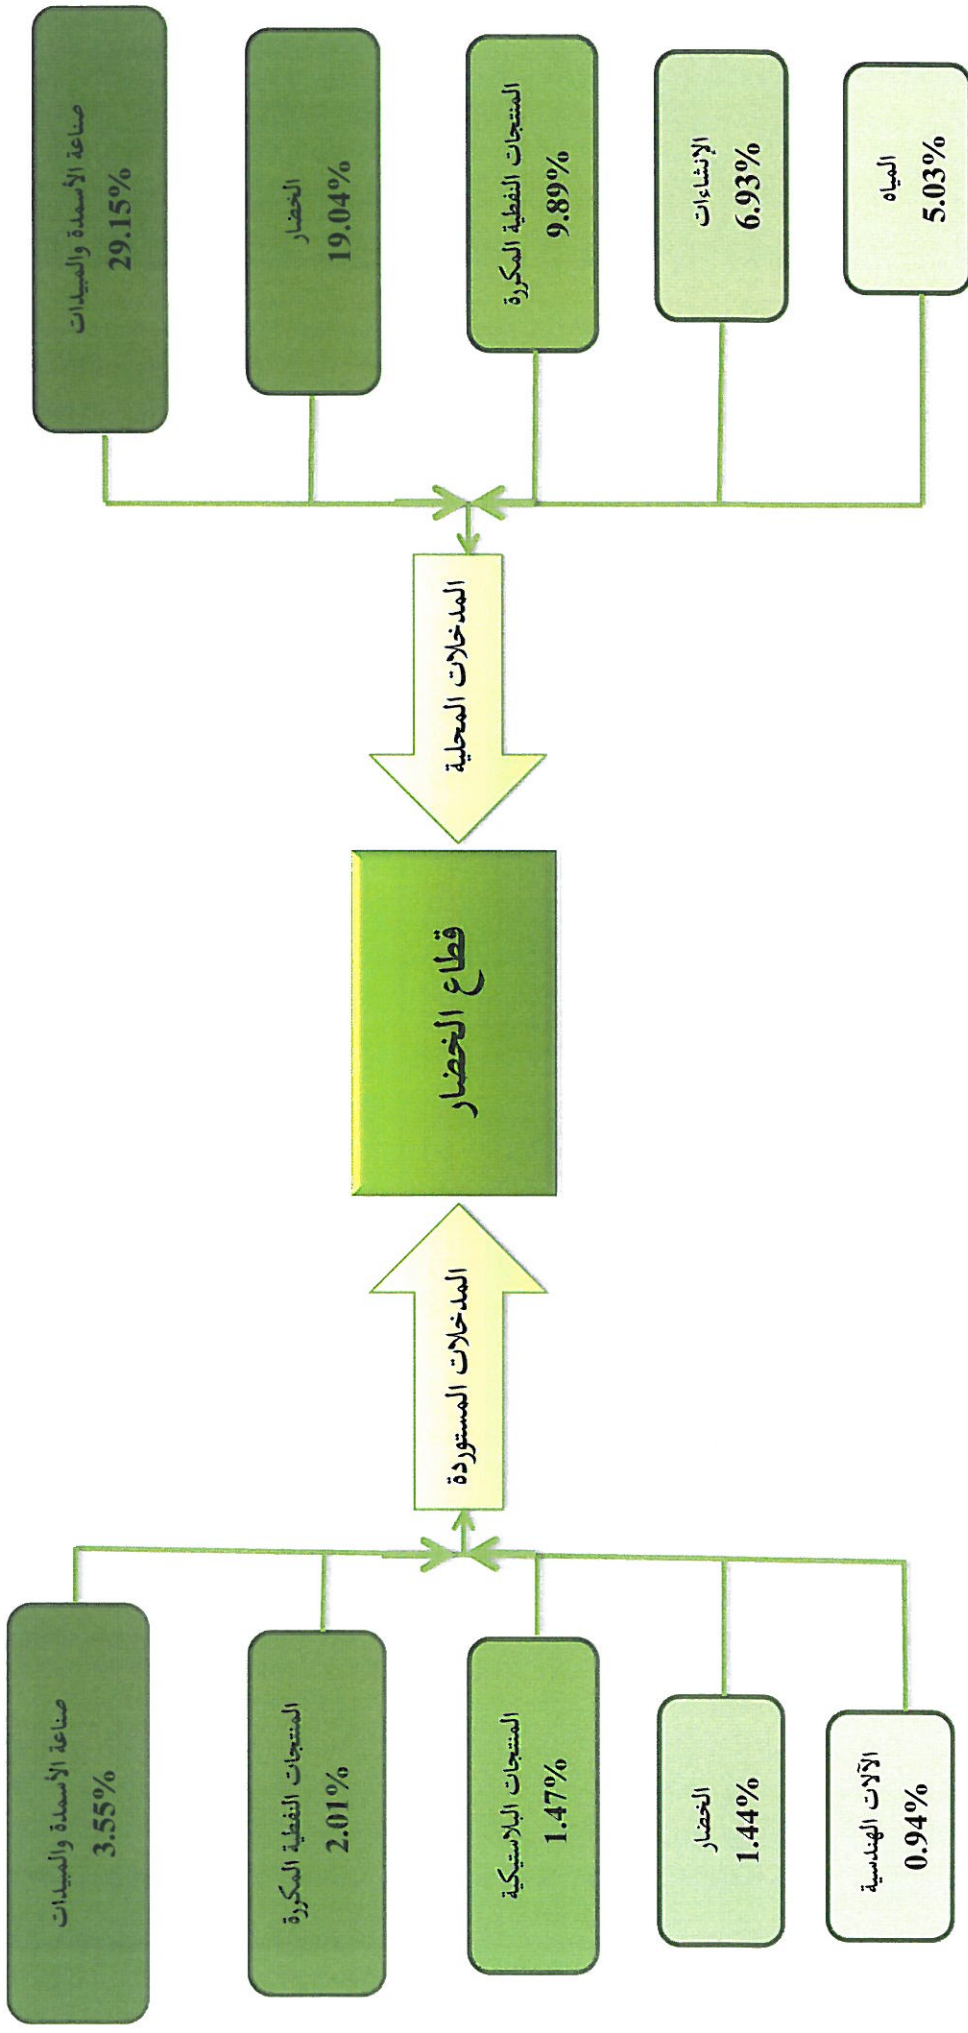 صناعة الأسمدة والمبيدات
29.15%
الخضار
19.04%
المنتجات النفطية المكررة
9.89%
الإنشاءات
6.93%
المياه
5.03%
المدخلات المحلية
قطاع الخضار
المدخلات المستوردة
صناعة الأسمدة والمبيدات
3.55%
المنتجات النفطية المكررة
2.01%
المنتجات البلاستيكية
1.47%
الخضار
1.44%
الآلات الهندسية
0.94%